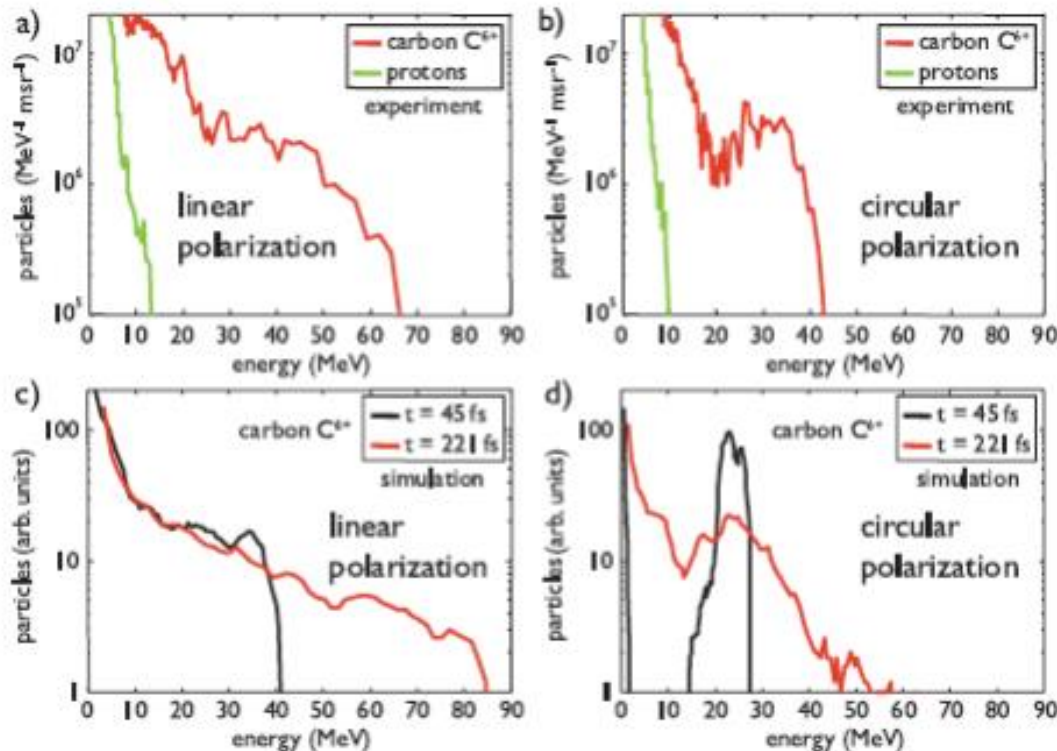 a)
10⁷
10⁶
10⁵
particles (MeV⁻¹ msr⁻¹)
carbon C⁶⁺
protons
experiment
linear
polarization
0 10 20 30 40 50 60 70 80 90
energy (MeV)
b)
10⁷
10⁶
10⁵
particles (MeV⁻¹ msr⁻¹)
carbon C⁶⁺
protons
experiment
circular
polarization
0 10 20 30 40 50 60 70 80 90
energy (MeV)
c)
100
10
1
particles (arb. units)
carbon C⁶⁺
t = 45 fs
t = 221 fs
simulation
linear
polarization
0 10 20 30 40 50 60 70 80 90
energy (MeV)
d)
100
10
1
particles (arb. units)
carbon C⁶⁺
t = 45 fs
t = 221 fs
simulation
circular
polarization
0 10 20 30 40 50 60 70 80 90
energy (MeV)